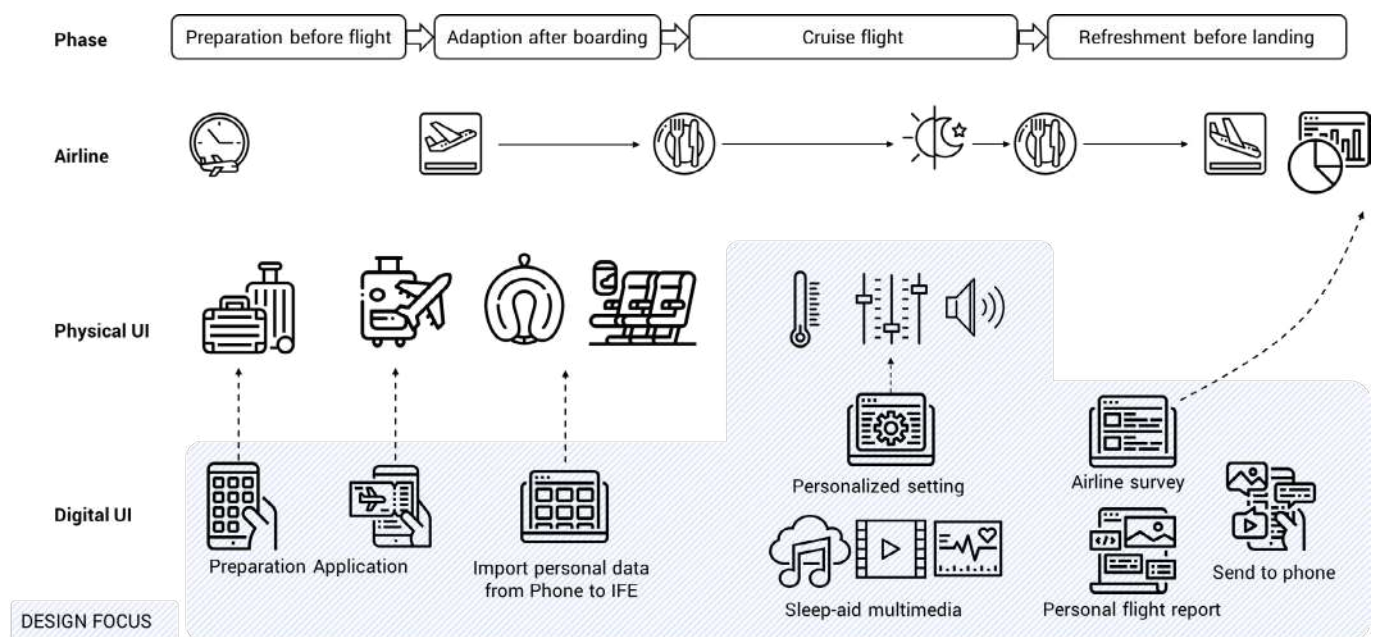 Phase
Preparation before flight
Adaption after boarding
Cruise flight
Refreshment before landing
Airline
Physical UI
Digital UI
Preparation Application
Import personal data
from Phone to IFE
Personalized setting
Sleep-aid multimedia
Airline survey
Personal flight report
Send to phone
DESIGN FOCUS